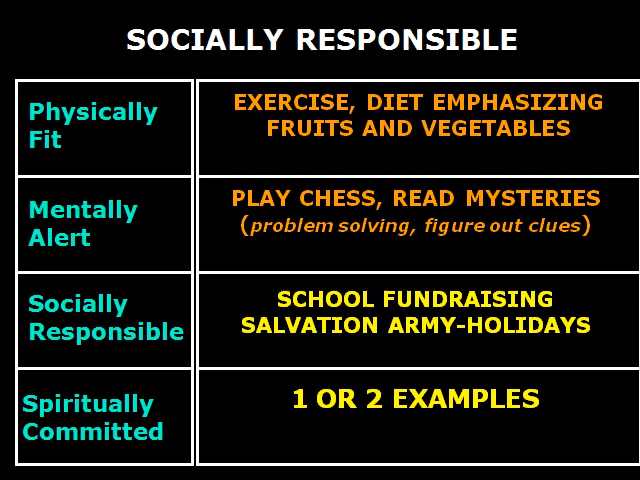 SOCIALLY RESPONSIBLE
Physically
Fit
EXERCISE, DIET EMPHASIZING
FRUITS AND VEGETABLES
Mentally
Alert
PLAY CHESS, READ MYSTERIES
(problem solving, figure out clues)
Socially
Responsible
SCHOOL FUNDRAISING
SALVATION ARMY-HOLIDAYS
Spiritually
Committed
1 OR 2 EXAMPLES